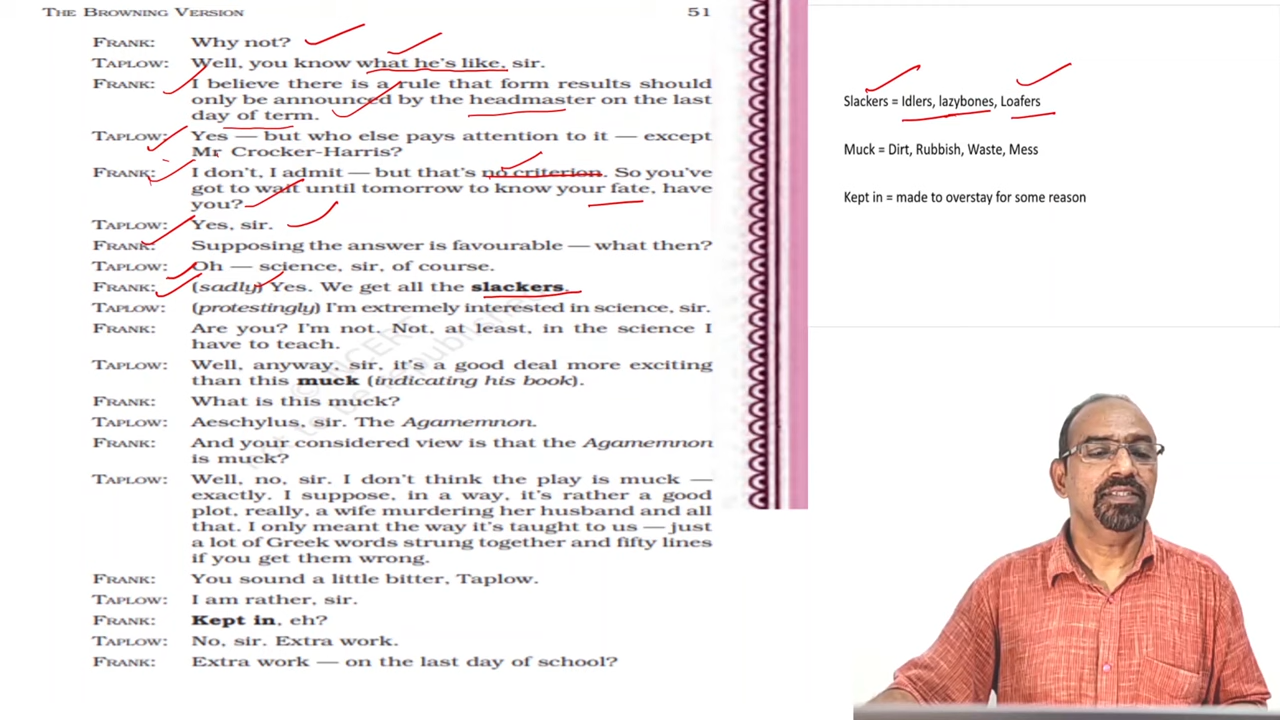 THE BROWNING VERSION 51
FRANK: Why not?
TAPLOW: Well, you know what he's like, sir.
FRANK: I believe there is a rule that form results should
only be announced by the headmaster on the last
day of term.
TAPLOW: Yes — but who else pays attention to it — except
Mr Crocker-Harris?
FRANK: I don't, I admit — but that's no criterion. So you've
got to wait until tomorrow to know your fate, have
you?
TAPLOW: Yes, sir.
FRANK: Supposing the answer is favourable — what then?
TAPLOW: Oh — science, sir, of course.
FRANK: (sadly) Yes. We get all the slackers.
TAPLOW: (protestingly) I'm extremely interested in science, sir.
FRANK: Are you? I'm not. Not, at least, in the science I
have to teach.
TAPLOW: Well, anyway, sir, it's a good deal more exciting
than this muck (indicating his book).
FRANK: What is this muck?
TAPLOW: Aeschylus, sir. The Agamemnon.
FRANK: And your considered view is that the Agamemnon
is muck?
TAPLOW: Well, no, sir. I don't think the play is muck —
exactly. I suppose, in a way, it's rather a good
plot, really, a wife murdering her husband and all
that. I only meant the way it's taught to us — just
a lot of Greek words strung together and fifty lines
if you get them wrong.
FRANK: You sound a little bitter, Taplow.
TAPLOW: I am rather, sir.
FRANK: Kept in, eh?
TAPLOW: No, sir. Extra work.
FRANK: Extra work — on the last day of school?
Slackers = Idlers, lazybones, Loafers
Muck = Dirt, Rubbish, Waste, Mess
Kept in = made to overstay for some reason